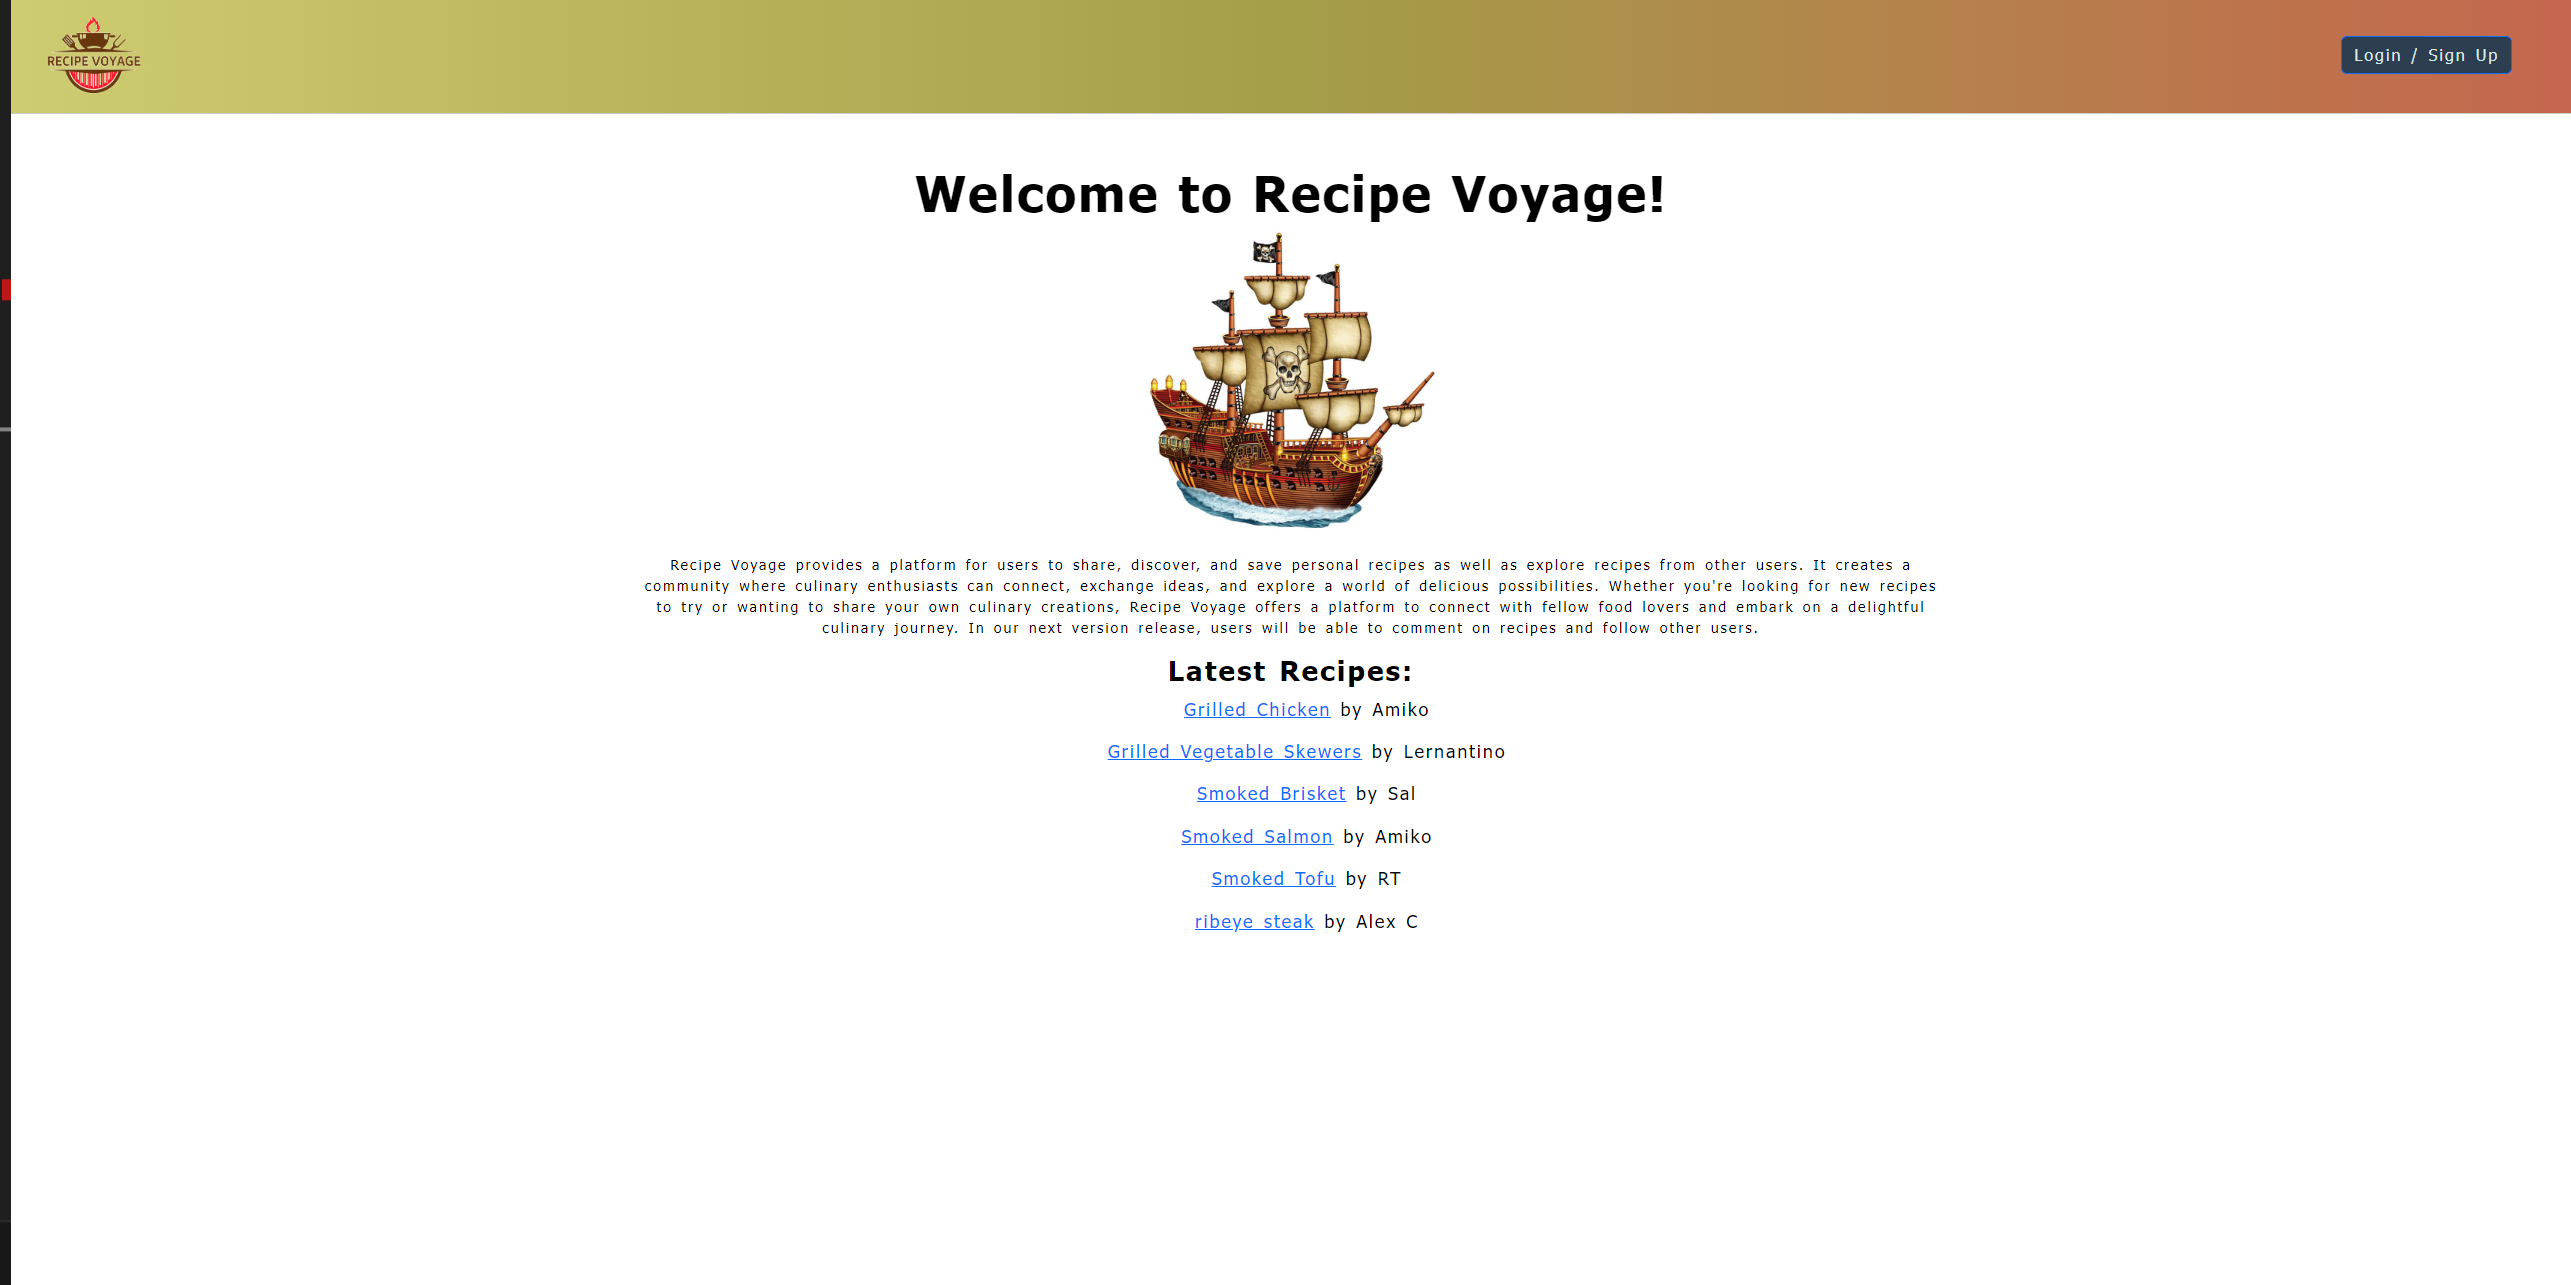 RECIPE VOYAGE
Login / Sign Up
Welcome to Recipe Voyage!
Recipe Voyage provides a platform for users to share, discover, and save personal recipes as well as explore recipes from other users. It creates a
community where culinary enthusiasts can connect, exchange ideas, and explore a world of delicious possibilities. Whether you're looking for new recipes
to try or wanting to share your own culinary creations, Recipe Voyage offers a platform to connect with fellow food lovers and embark on a delightful
culinary journey. In our next version release, users will be able to comment on recipes and follow other users.
Latest Recipes:
Grilled Chicken by Amiko
Grilled Vegetable Skewers by Lernantino
Smoked Brisket by Sal
Smoked Salmon by Amiko
Smoked Tofu by RT
ribeye steak by Alex C